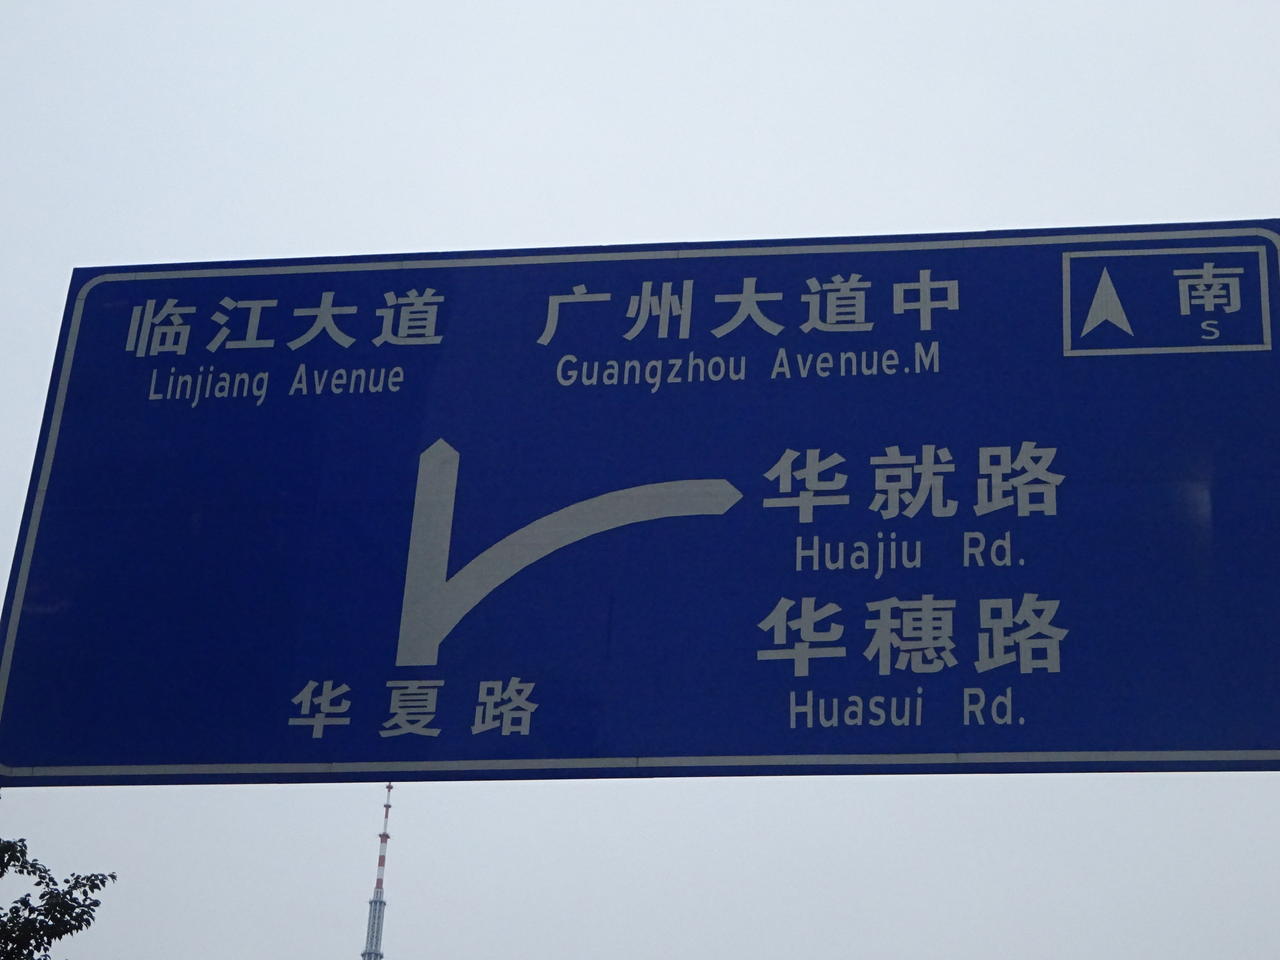 临江大道 广州大道中 南
Linjiang Avenue Guangzhou Avenue.M S
华就路
Huajiu Rd.
华穗路
Huasui Rd.
华夏路